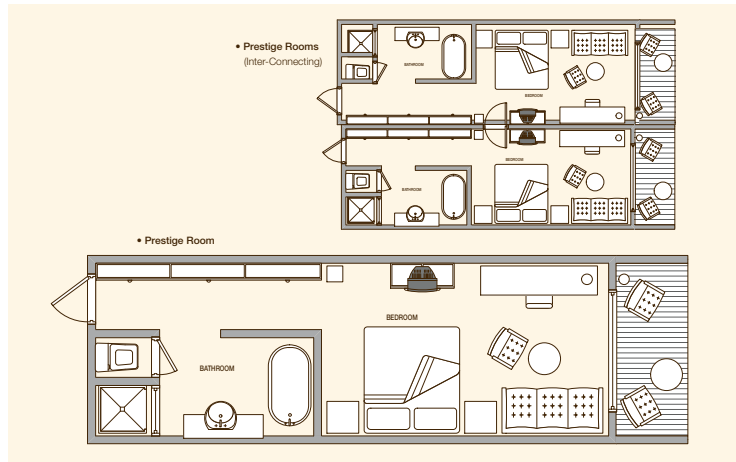 • Prestige Rooms
(Inter-Connecting)
BATHROOM
BEDROOM
BEDROOM
BATHROOM
• Prestige Room
BEDROOM
BATHROOM